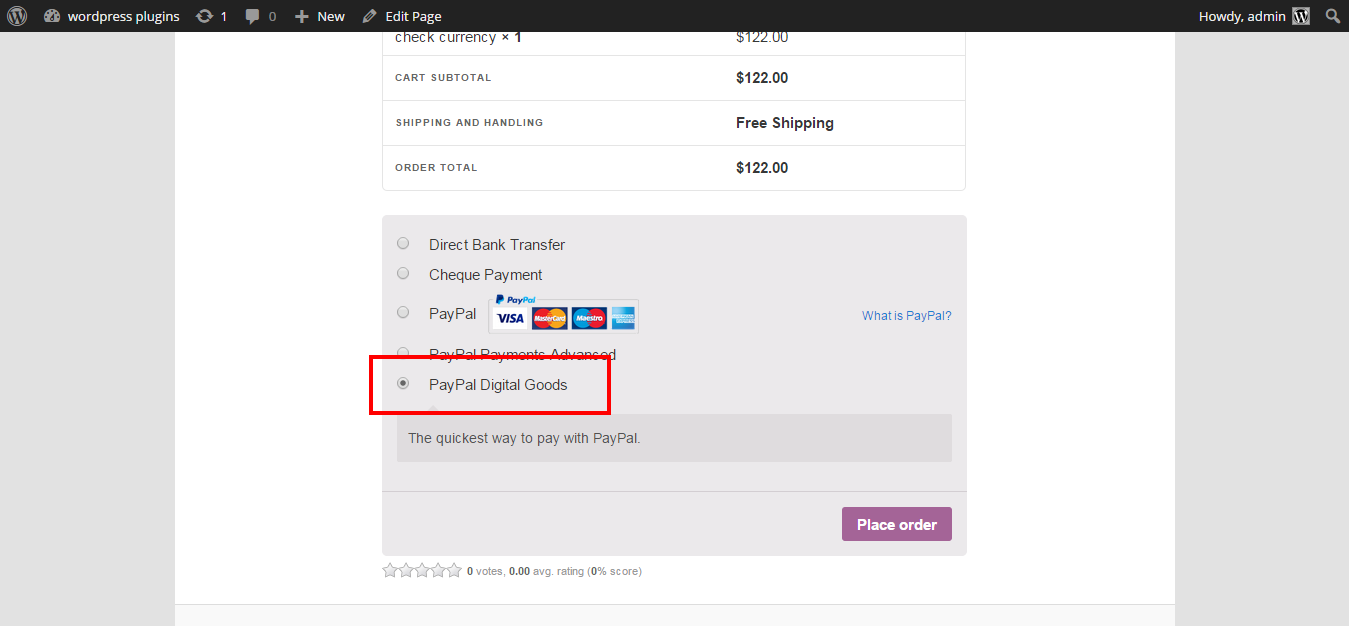 wordpress plugins 1 0 New Edit Page Howdy, admin
check currency × 1 $122.00
CART SUBTOTAL $122.00
SHIPPING AND HANDLING Free Shipping
ORDER TOTAL $122.00
Direct Bank Transfer
Cheque Payment
PayPal
PayPal VISA MasterCard Maestro What is PayPal?
PayPal Payments Advanced
PayPal Digital Goods
The quickest way to pay with PayPal.
Place order
0 votes, 0.00 avg. rating (0% score)